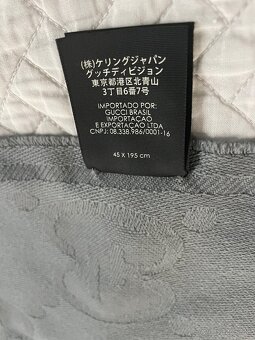 (株)ケリングジャパン
グッチディビジョン
東京都港区北青山
3丁目6番7号
IMPORTADO POR:
GUCCI BRASIL
IMPORTACAO
E EXPORTACAO LTDA
CNPJ: 08.338.986/0001-16
45 X 195 cm